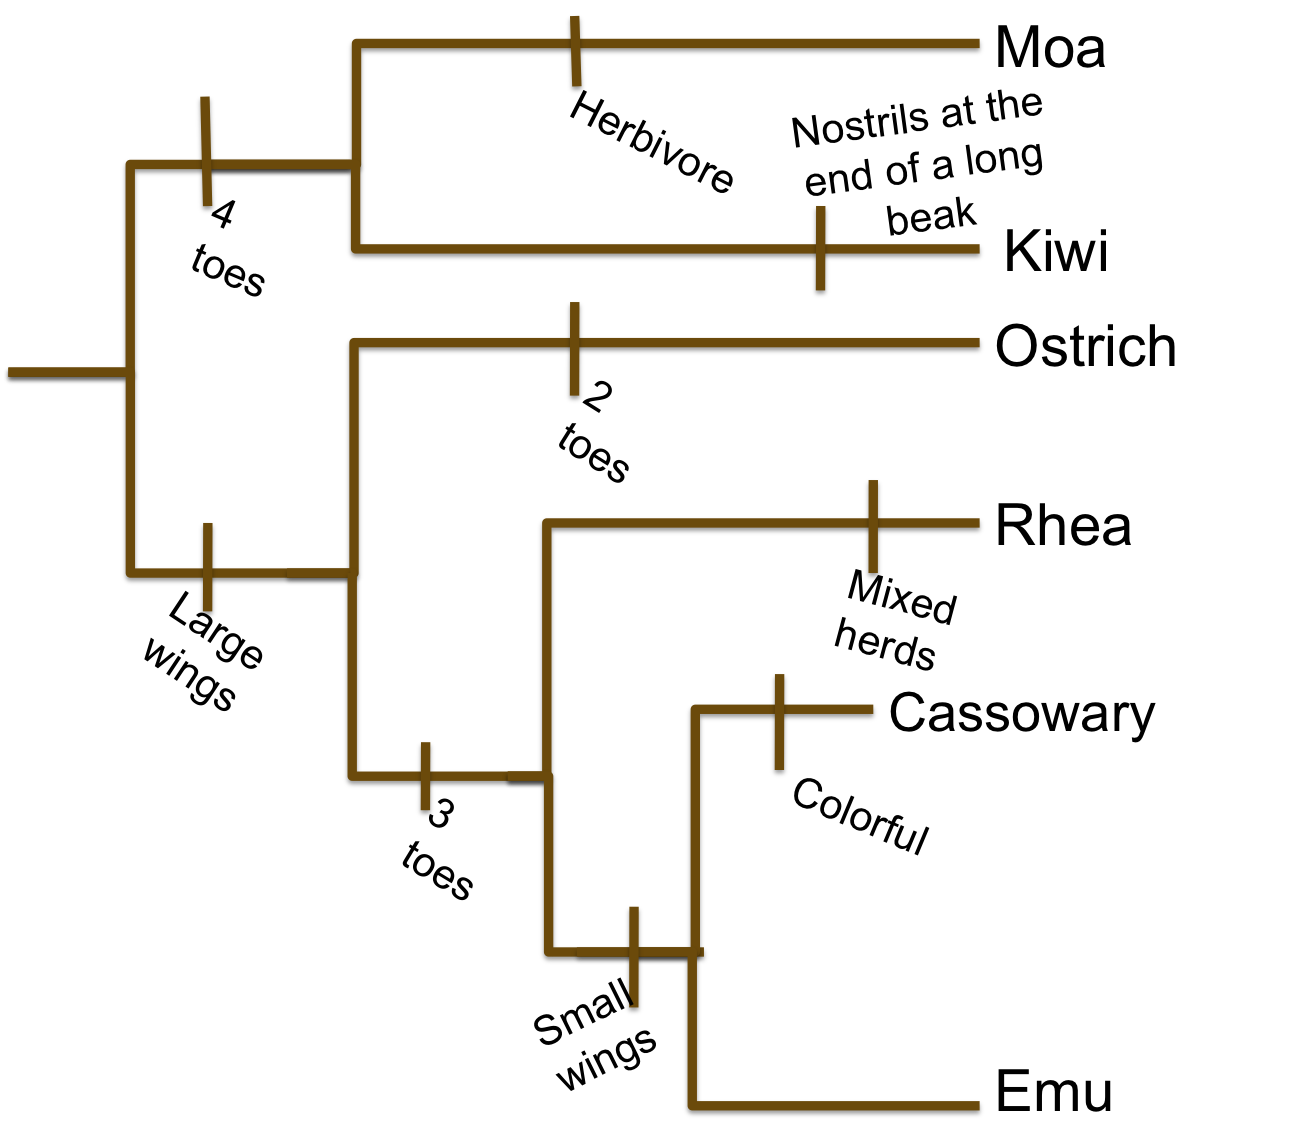 Moa
Herbivore
Nostrils at the
end of a long
beak
4
toes
Kiwi
Ostrich
2
toes
Rhea
Mixed
herds
Large
wings
Cassowary
Colorful
3
toes
Small
wings
Emu